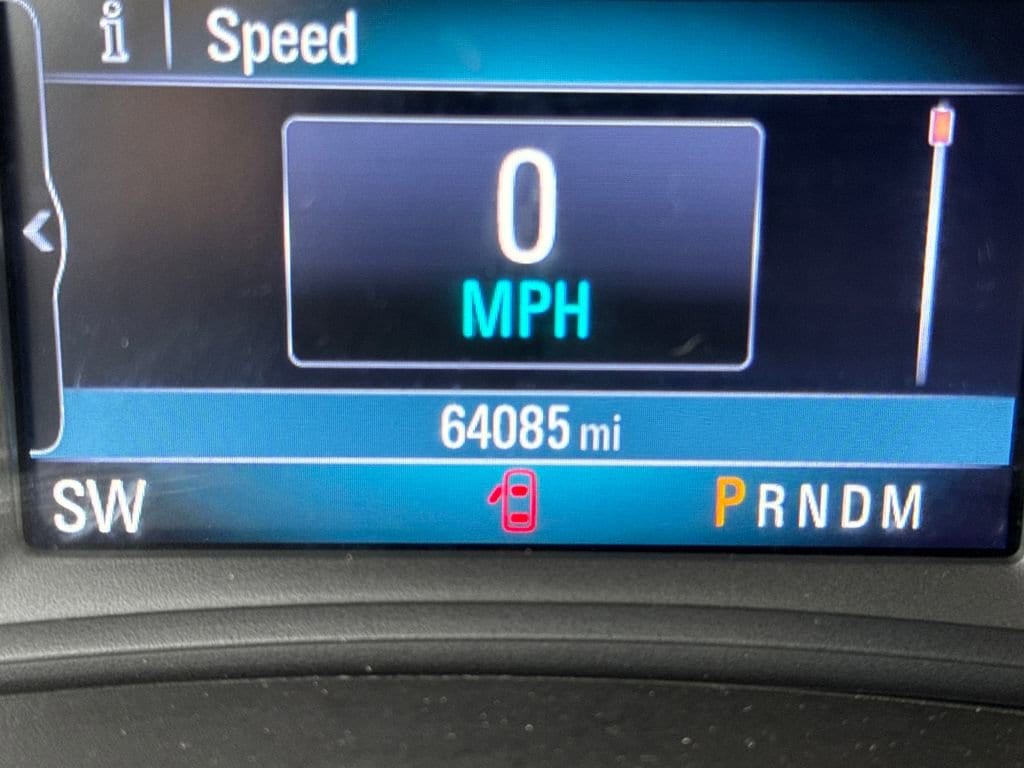 i Speed
0
MPH
64085 mi
SW PRNDM